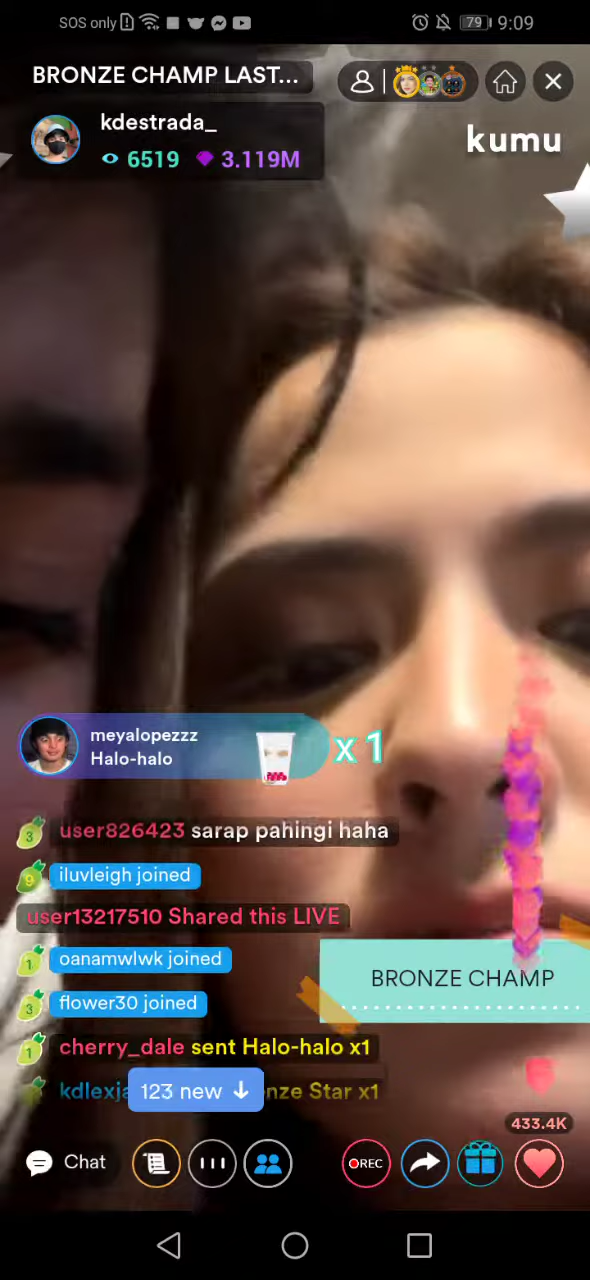 SOS only 79 9:09
BRONZE CHAMP LAST...
kdestrada_
6519 3.119M
kumu
meyalopezzz
Halo-halo
x 1
3 user826423 sarap pahingi haha
9 iluvleigh joined
user13217510 Shared this LIVE
1 oanamwlwk joined
3 flower30 joined
BRONZE CHAMP
1 cherry_dale sent Halo-halo x1
123 new
Star x1
433.4K
Chat
REC